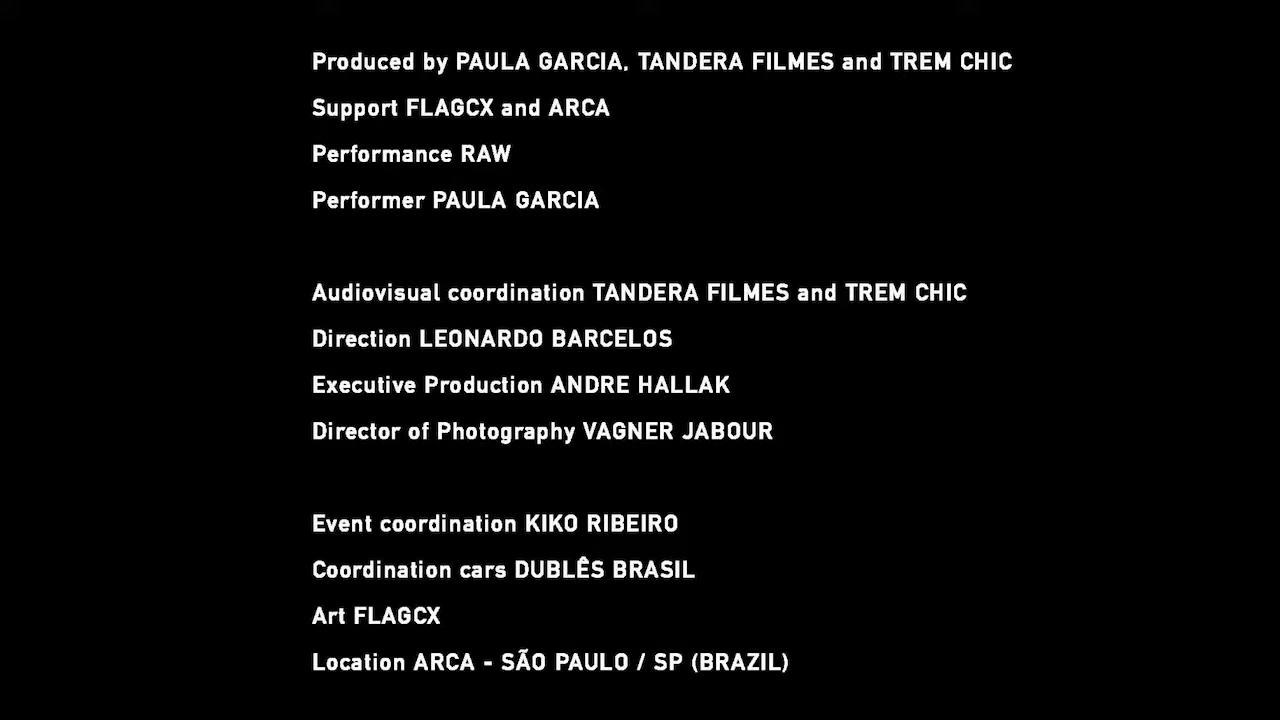 Produced by PAULA GARCIA, TANDERA FILMES and TREM CHIC
Support FLAGCX and ARCA
Performance RAW
Performer PAULA GARCIA
Audiovisual coordination TANDERA FILMES and TREM CHIC
Direction LEONARDO BARCELOS
Executive Production ANDRE HALLAK
Director of Photography VAGNER JABOUR
Event coordination KIKO RIBEIRO
Coordination cars DUBLÊS BRASIL
Art FLAGCX
Location ARCA - SÃO PAULO / SP (BRAZIL)